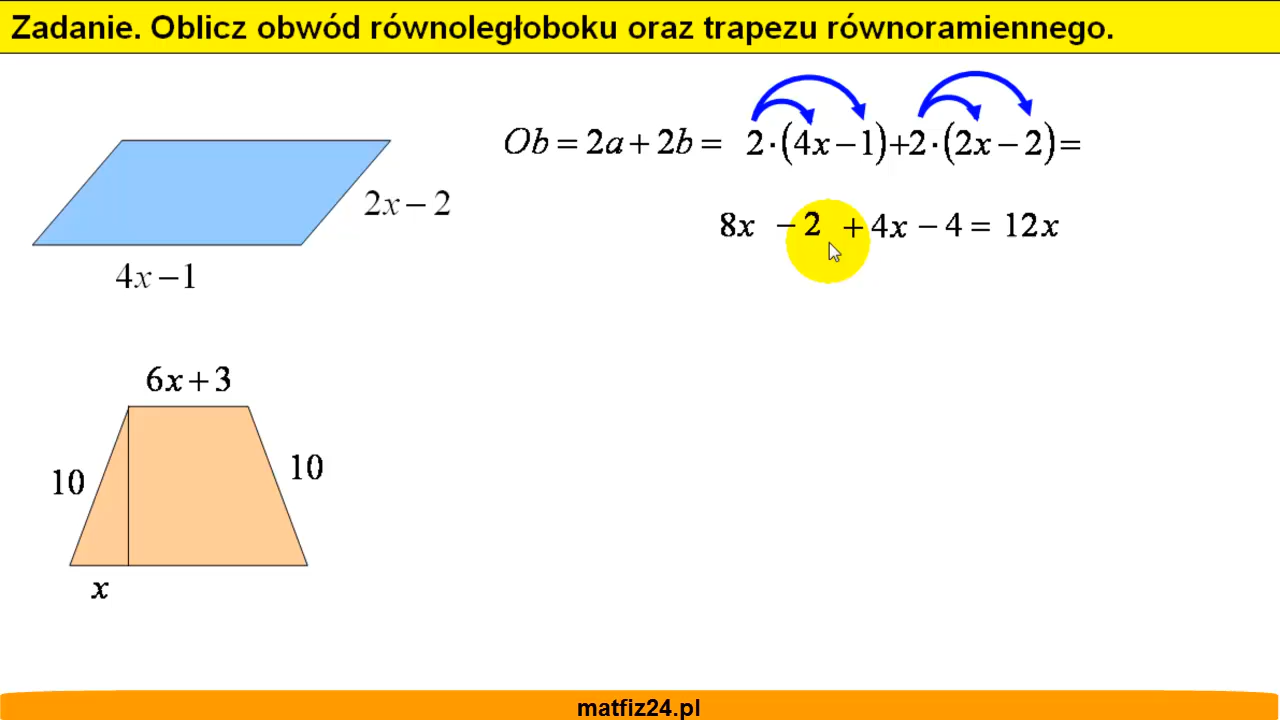 Zadanie. Oblicz obwód równoległoboku oraz trapezu równoramiennego.
Ob = 2a + 2b = 2·(4x − 1)+2·(2x − 2)=
2x − 2
8x − 2 + 4x − 4 = 12x
4x − 1
6x + 3
10
10
x
matfiz24.pl